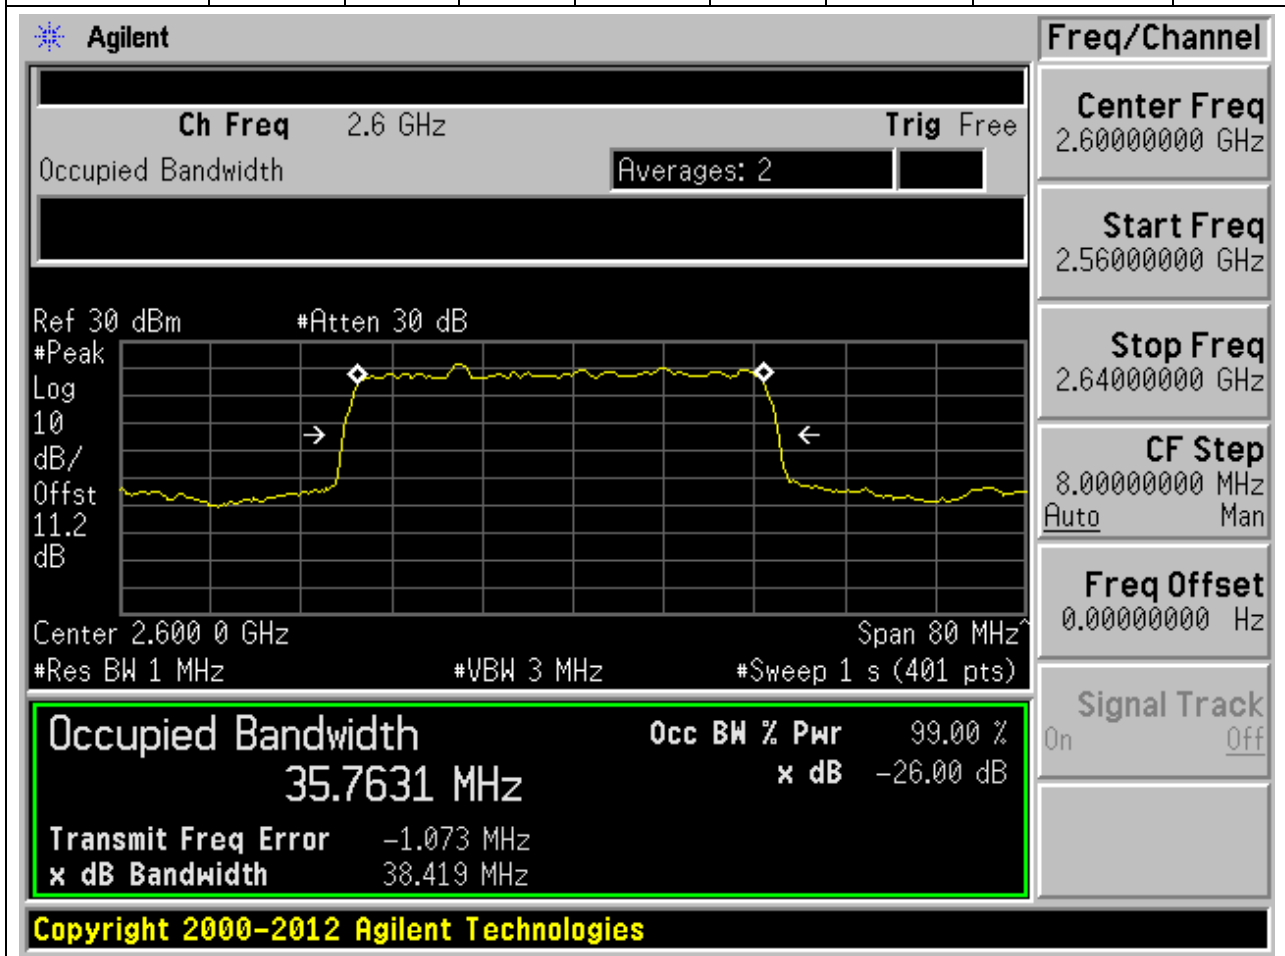 Agilent
Freq/Channel
Ch Freq 2.6 GHz Trig Free
Occupied Bandwidth Averages: 2
Center Freq
2.60000000 GHz
Start Freq
2.56000000 GHz
Stop Freq
2.64000000 GHz
CF Step
8.00000000 MHz
Auto Man
Freq Offset
0.00000000 Hz
Signal Track
On Off
Ref 30 dBm #Atten 30 dB
#Peak
Log
10
dB/
Offst
11.2
dB
Center 2.600 0 GHz Span 80 MHz^
#Res BW 1 MHz #VBW 3 MHz #Sweep 1 s (401 pts)
Occupied Bandwidth Occ BW % Pwr 99.00 %
35.7631 MHz x dB -26.00 dB
Transmit Freq Error -1.073 MHz
x dB Bandwidth 38.419 MHz
Copyright 2000-2012 Agilent Technologies